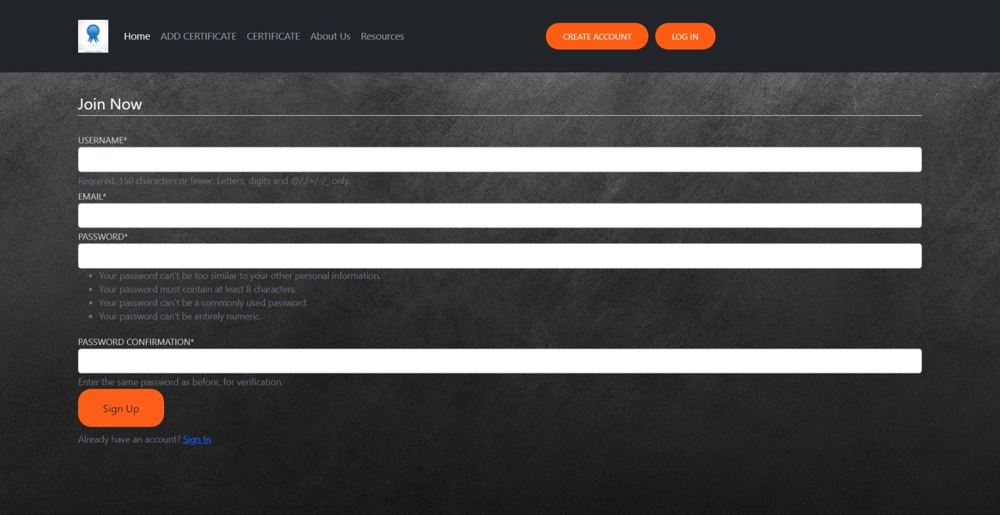 Home ADD CERTIFICATE CERTIFICATE About Us Resources CREATE ACCOUNT LOG IN
Join Now
USERNAME*
Required. 150 characters or fewer. Letters, digits and @/./+/-/_ only.
EMAIL*
PASSWORD*
• Your password can't be too similar to your other personal information.
• Your password must contain at least 8 characters.
• Your password can't be a commonly used password.
• Your password can't be entirely numeric.
PASSWORD CONFIRMATION*
Enter the same password as before, for verification.
Sign Up
Already have an account? Sign In